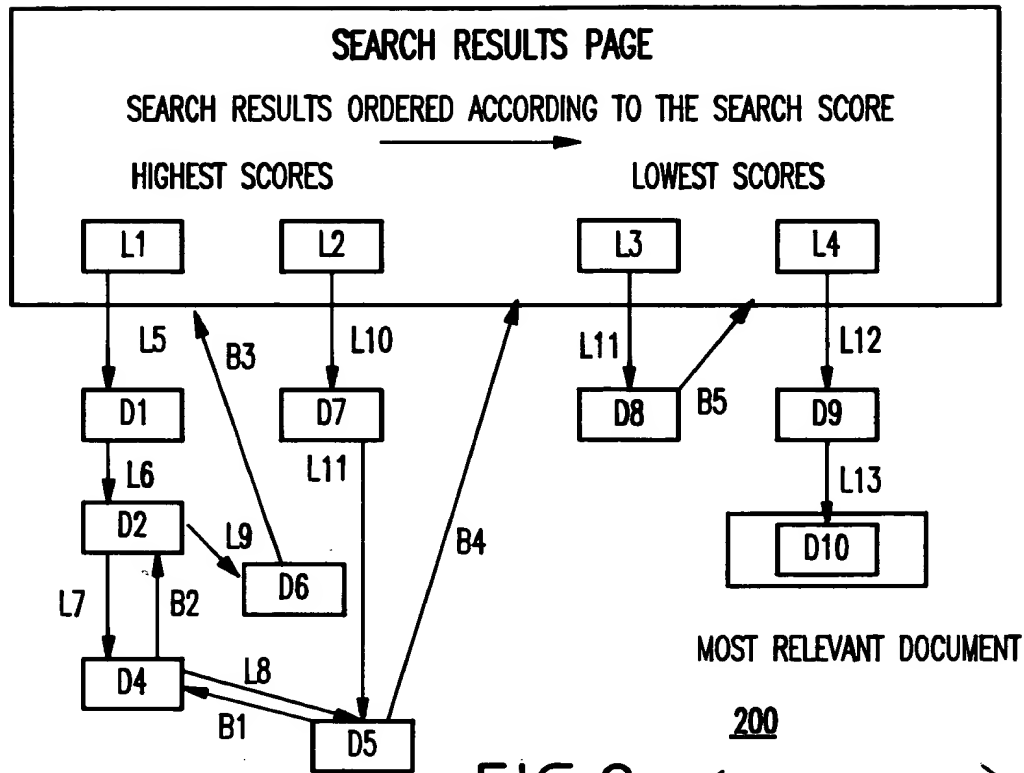 SEARCH RESULTS PAGE
SEARCH RESULTS ORDERED ACCORDING TO THE SEARCH SCORE
HIGHEST SCORES LOWEST SCORES
L1 L2 L3 L4
L5 B3 L10 L11 B5 L12
D1 D7 D8 D9
L6 L11 L13
D2 L9 B4 D10
D6
L7 B2
MOST RELEVANT DOCUMENT
D4 L8
B1 D5
200